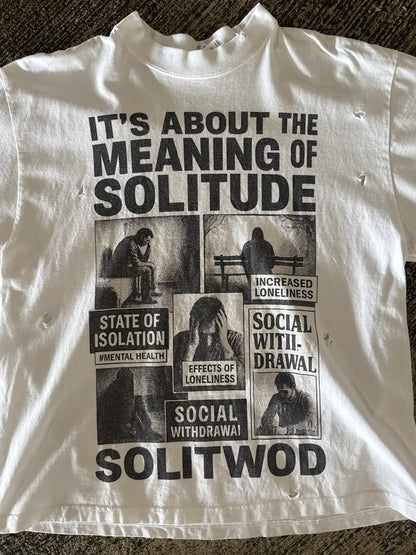 IT'S ABOUT THE
MEANING OF
SOLITUDE
INCREASED
LONELINESS
STATE OF
ISOLATION
#MENTAL HEALTH
EFFECTS OF
LONELINESS
SOCIAL
WITH-
DRAWAL
SOCIAL
WITHDRAWAI
SOLITWOD